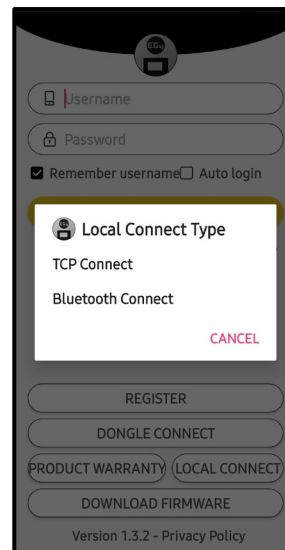 EG4
Username
Password
Remember username Auto login
Local Connect Type
TCP Connect
Bluetooth Connect
CANCEL
REGISTER
DONGLE CONNECT
PRODUCT WARRANTY LOCAL CONNECT
DOWNLOAD FIRMWARE
Version 1.3.2 - Privacy Policy